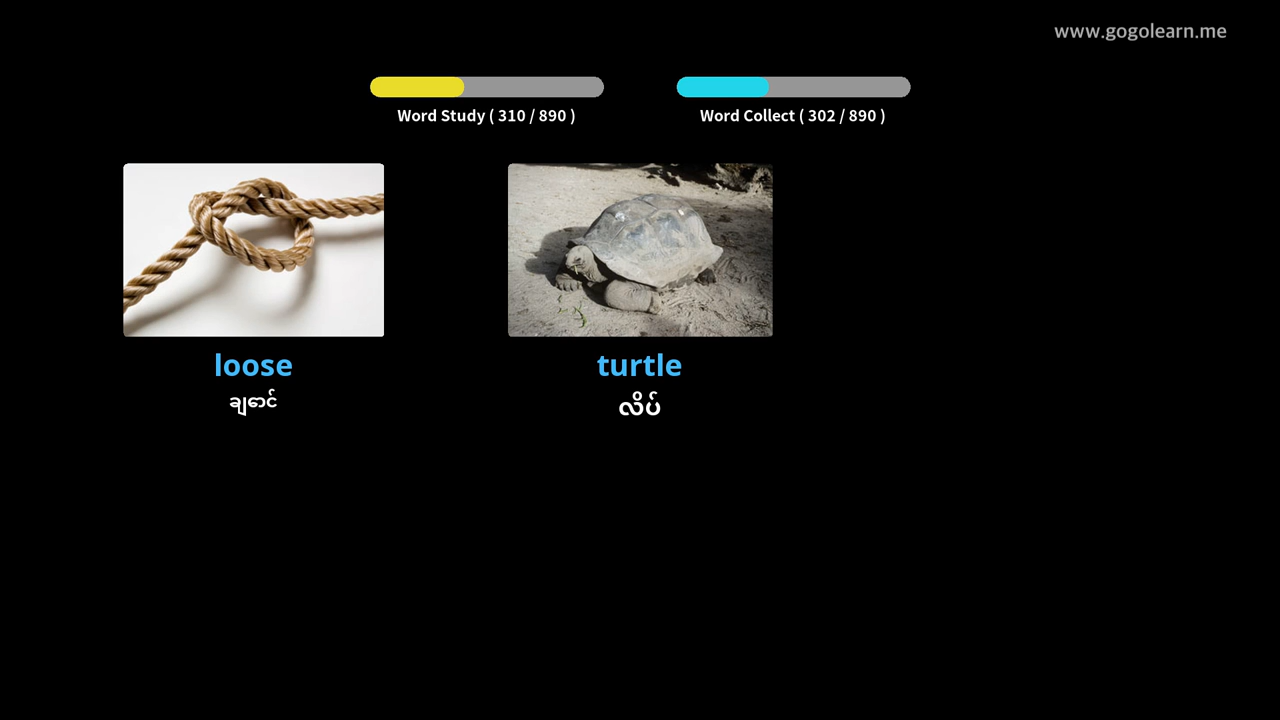 www.gogolearn.me
Word Study ( 310 / 890 )
Word Collect ( 302 / 890 )
loose
ချောင်
turtle
လိပ်